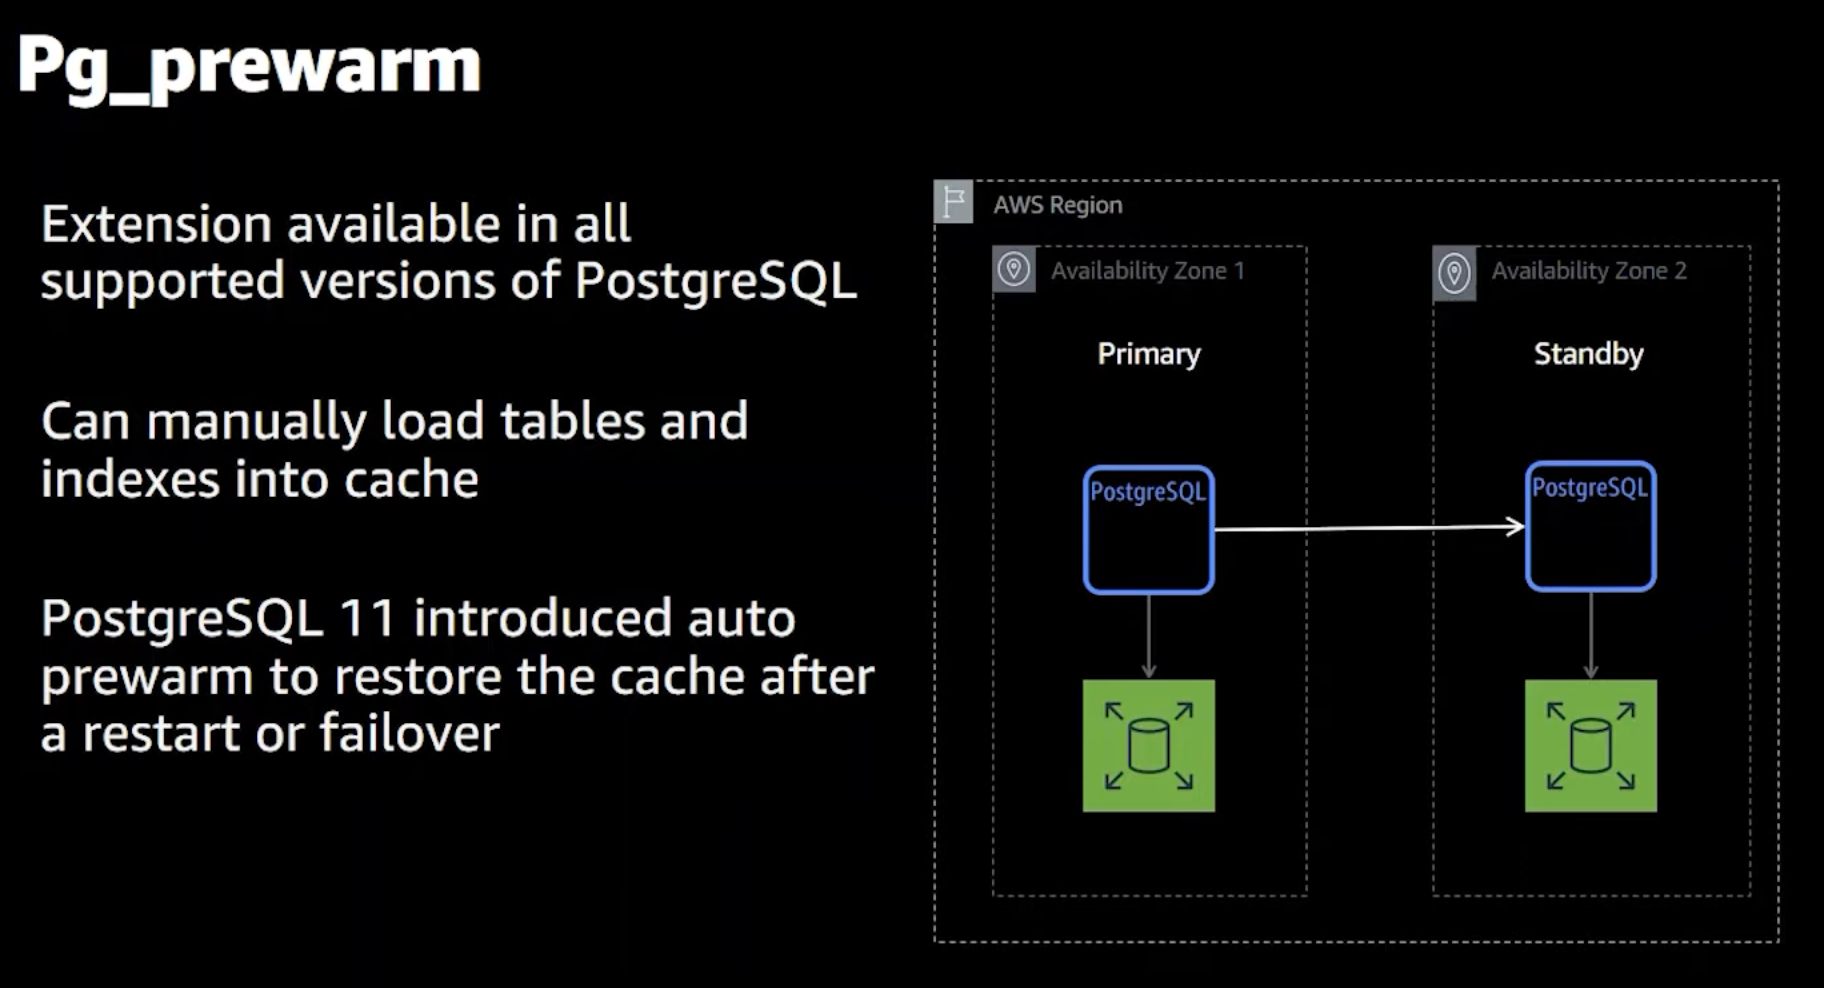 Pg_prewarm
Extension available in all
supported versions of PostgreSQL
Can manually load tables and
indexes into cache
PostgreSQL 11 introduced auto
prewarm to restore the cache after
a restart or failover
AWS Region
Availability Zone 1
Availability Zone 2
Primary
Standby
PostgreSQL
PostgreSQL